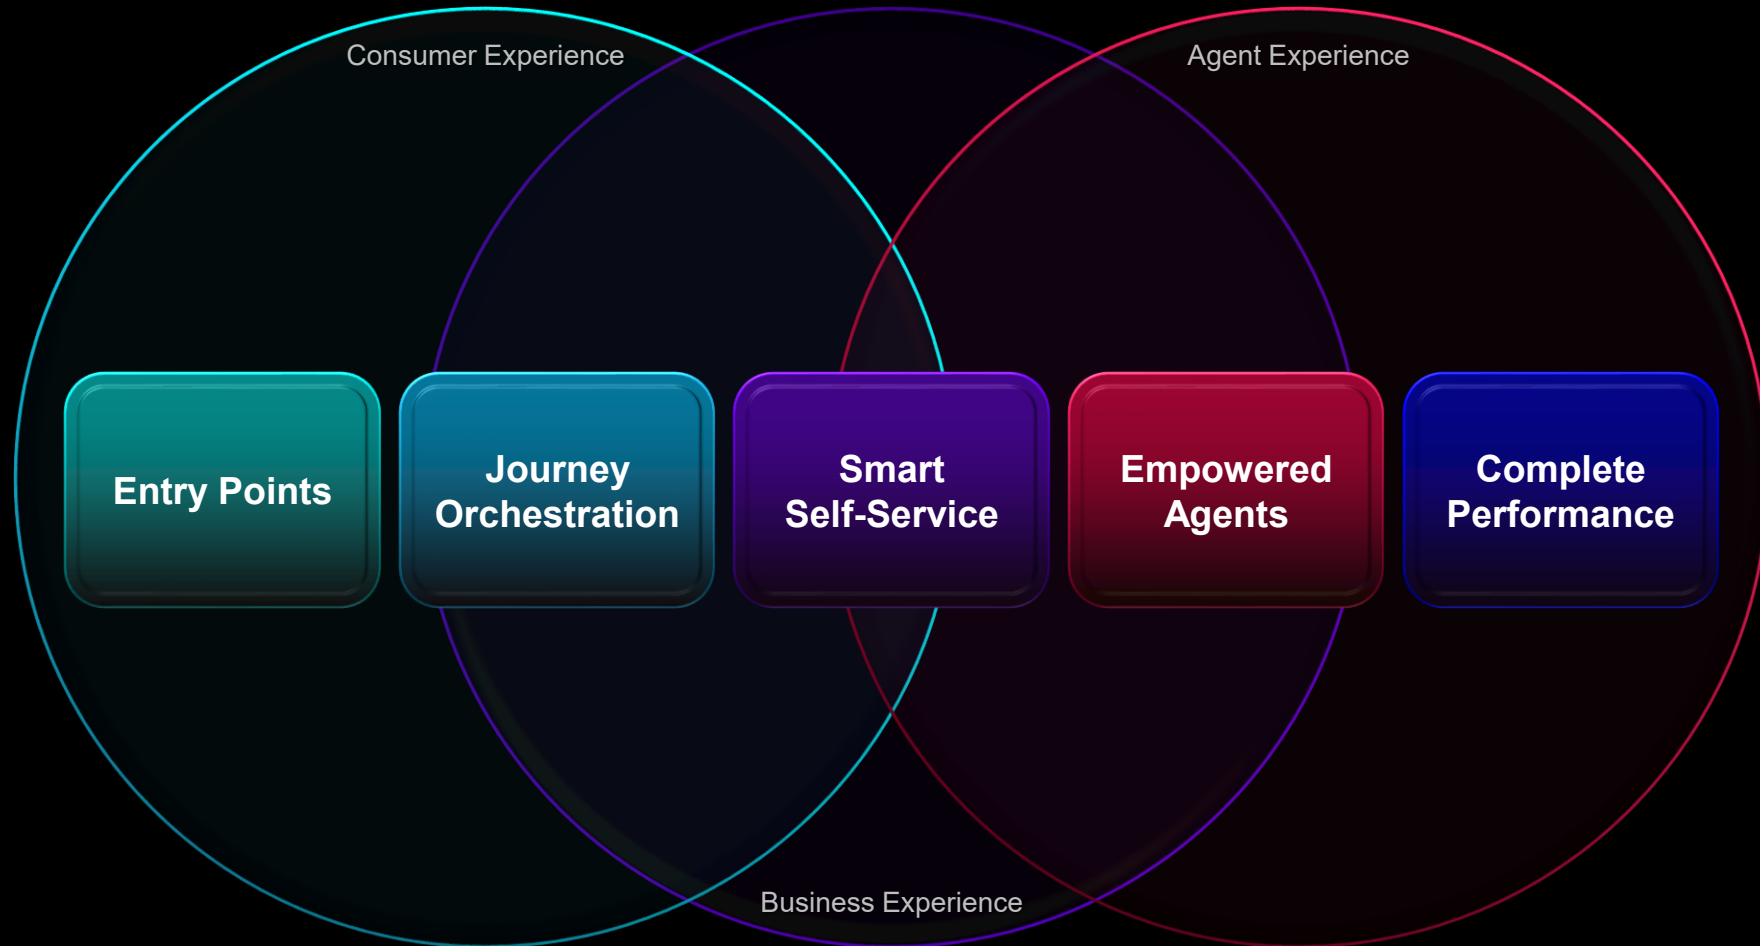 Consumer Experience
Agent Experience
Entry Points
Journey
Orchestration
Smart
Self-Service
Empowered
Agents
Complete
Performance
Business Experience